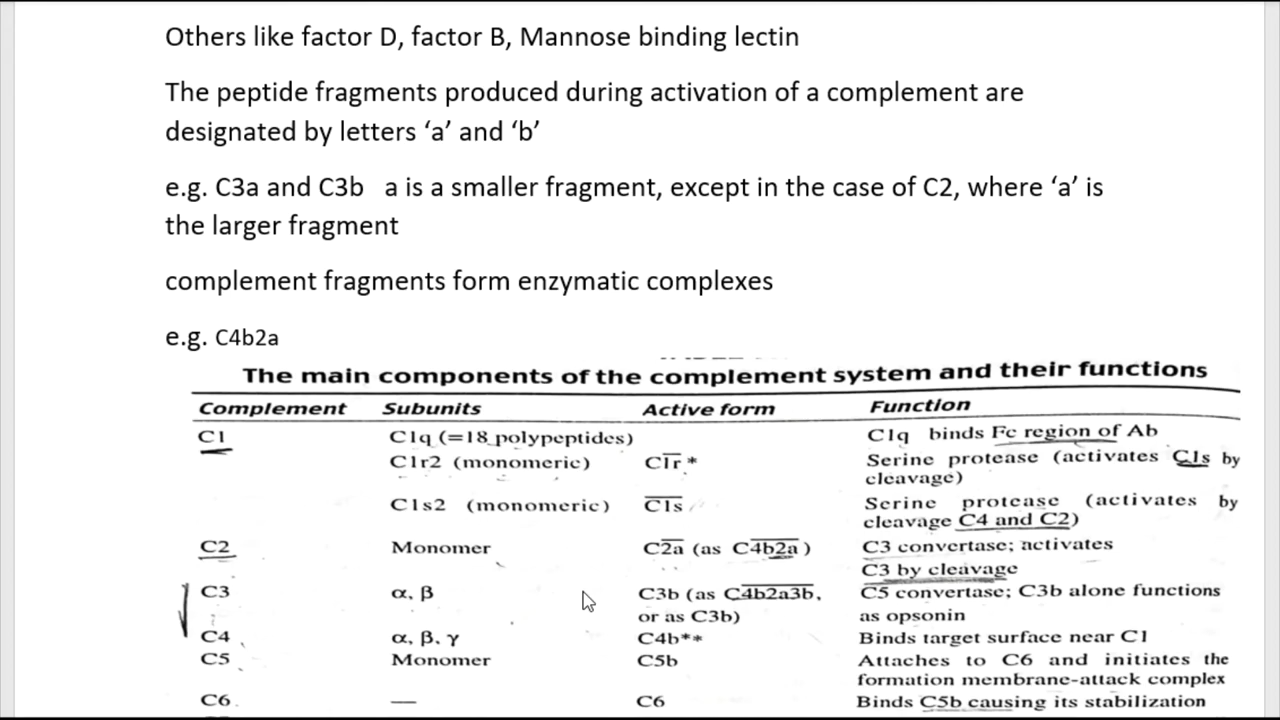 Others like factor D, factor B, Mannose binding lectin
The peptide fragments produced during activation of a complement are
designated by letters ‘a’ and ‘b’
e.g. C3a and C3b   a is a smaller fragment, except in the case of C2, where ‘a’ is
the larger fragment
complement fragments form enzymatic complexes
e.g. C4b2a
The main components of the complement system and their functions
Complement Subunits Active form Function
C1 C1q (=18 polypeptides) C1q binds Fc region of Ab
C1r2 (monomeric) C1r* Serine protease (activates C1s by
cleavage)
C1s2 (monomeric) C1s Serine protease (activates by
cleavage C4 and C2)
C2 Monomer C2a (as C4b2a) C3 convertase; activates
C3 by cleavage
C3 α, β C3b (as C4b2a3b, C5 convertase; C3b alone functions
or as C3b) as opsonin
C4 α, β, γ C4b** Binds target surface near C1
C5 Monomer C5b Attaches to C6 and initiates the
formation membrane-attack complex
C6 — C6 Binds C5b causing its stabilization